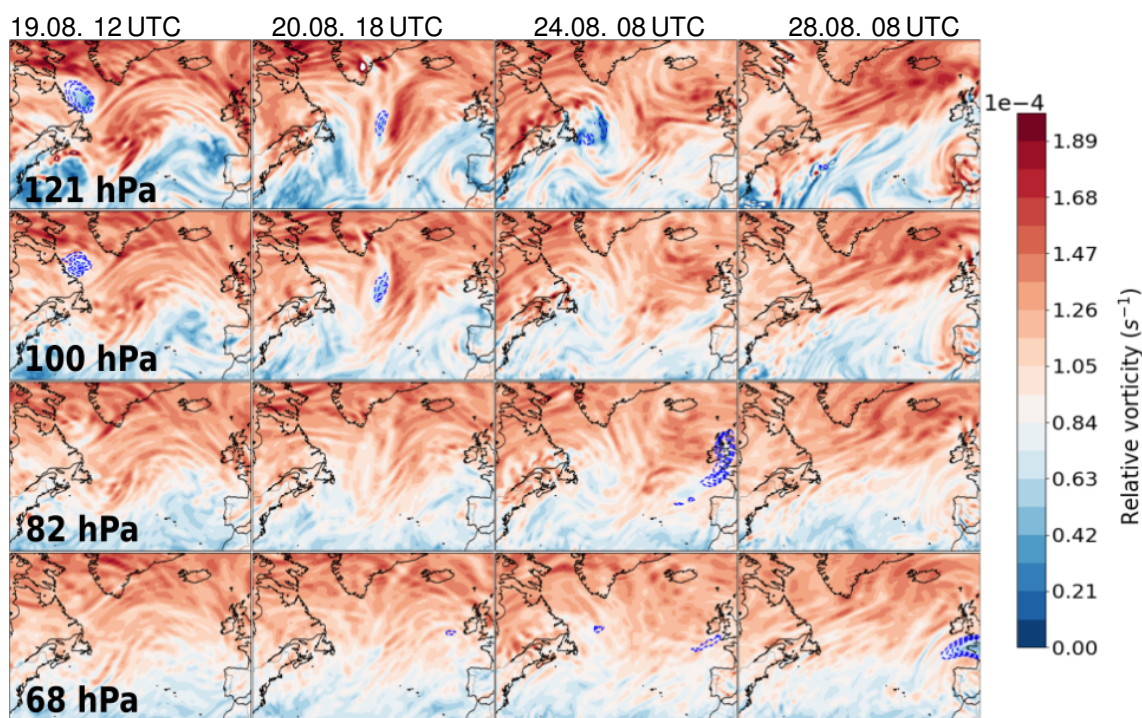 19.08. 12 UTC 20.08. 18 UTC 24.08. 08 UTC 28.08. 08 UTC
121 hPa
100 hPa
82 hPa
68 hPa
1e−4
1.89
1.68
1.47
1.26
1.05
0.84
0.63
0.42
0.21
0.00
Relative vorticity (s⁻¹)